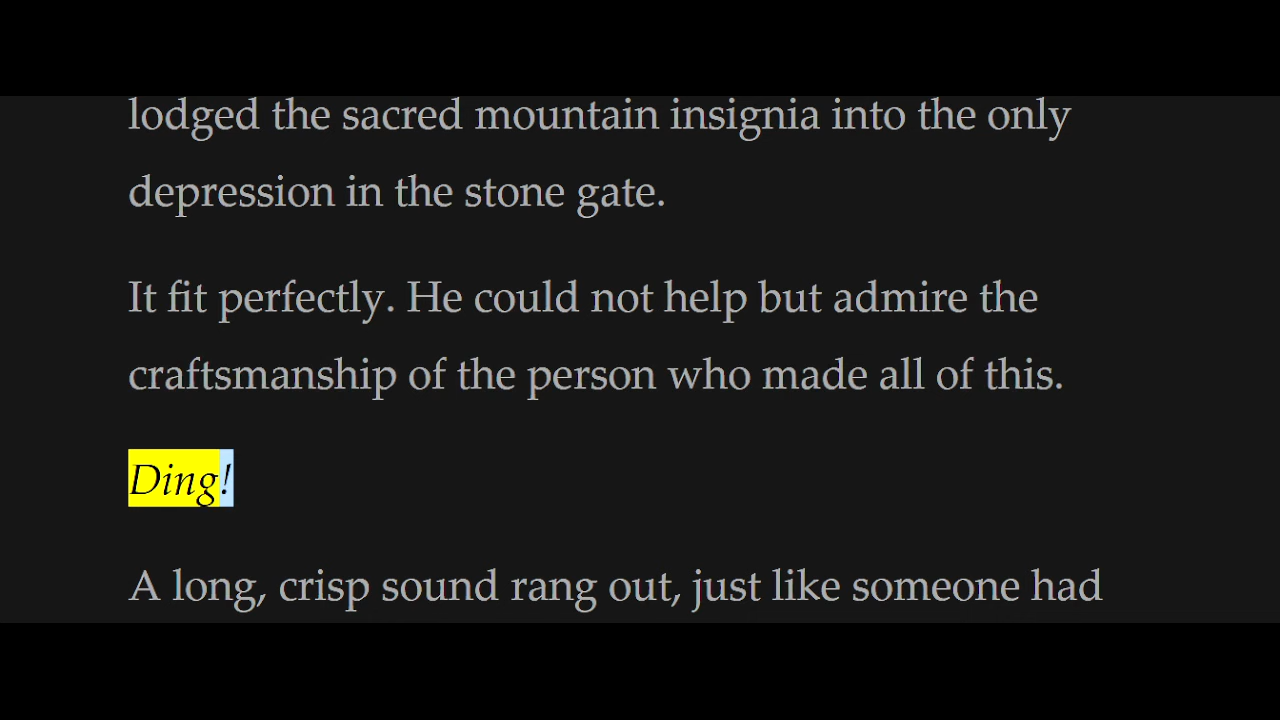 lodged the sacred mountain insignia into the only
depression in the stone gate.
It fit perfectly. He could not help but admire the
craftsmanship of the person who made all of this.
Ding!
A long, crisp sound rang out, just like someone had